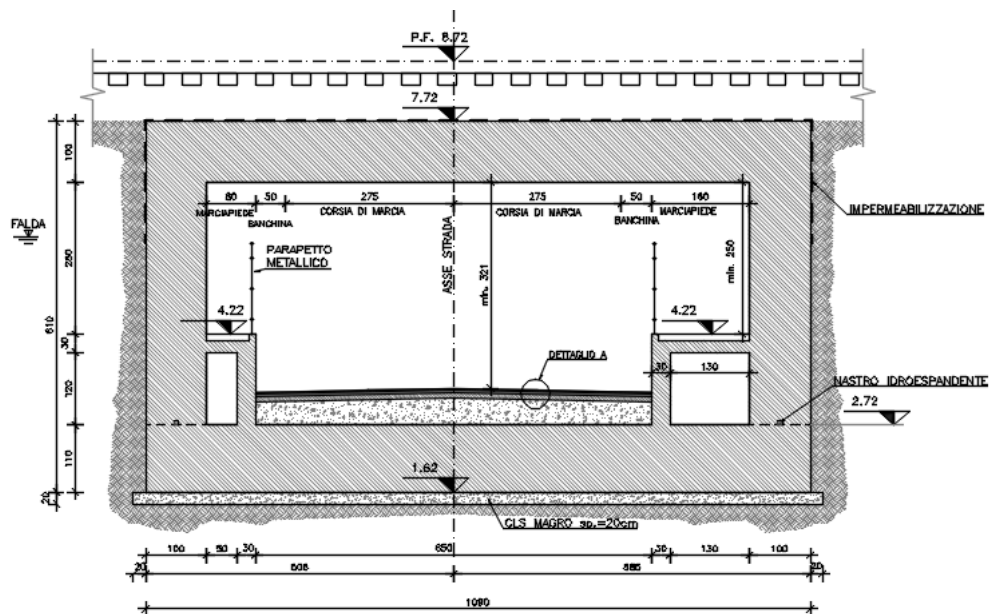 P.F. 8.72
7.72
100
80
50
275
275
50
160
MARCIAPIEDE
CORSIA DI MARCIA
CORSIA DI MARCIA
MARCIAPIEDE
BANCHINA
BANCHINA
IMPERMEABILIZZAZIONE
FALDA
PARAPETTO
METALLICO
ASSE STRADA
min. 321
min. 250
250
610
4.22
4.22
30
DETTAGLIO A
30
130
NASTRO IDROESPANDENTE
120
2.72
110
1.62
20
CLS MAGRO sp.=20cm
100
50
30
650
30
130
100
20
505
585
20
1090